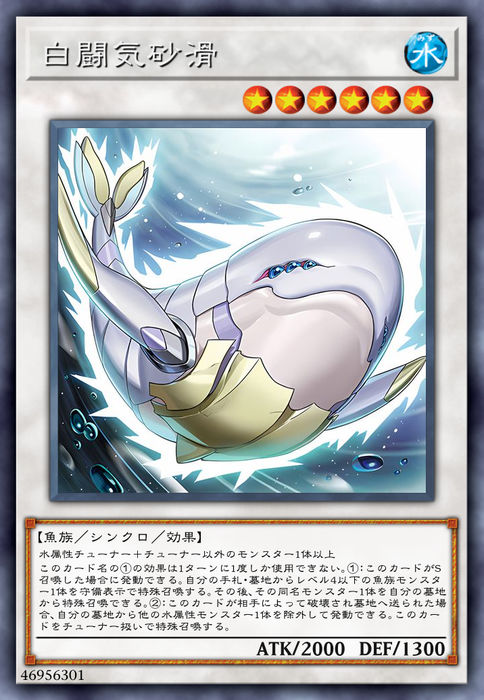 白闘気砂滑
みず
水
【魚族／シンクロ／効果】
水属性チューナー＋チューナー以外のモンスター1体以上
このカード名の①の効果は1ターンに1度しか使用できない。①：このカードがS
召喚した場合に発動できる。自分の手札・墓地からレベル4以下の魚族モンスタ
ー1体を守備表示で特殊召喚する。その後、その同名モンスター1体を自分の墓地
から特殊召喚できる。②：このカードが相手によって破壊され墓地へ送られた場
合、自分の墓地から他の水属性モンスター1体を除外して発動できる。このカー
ドをチューナー扱いで特殊召喚する。
ATK/2000 DEF/1300
46956301